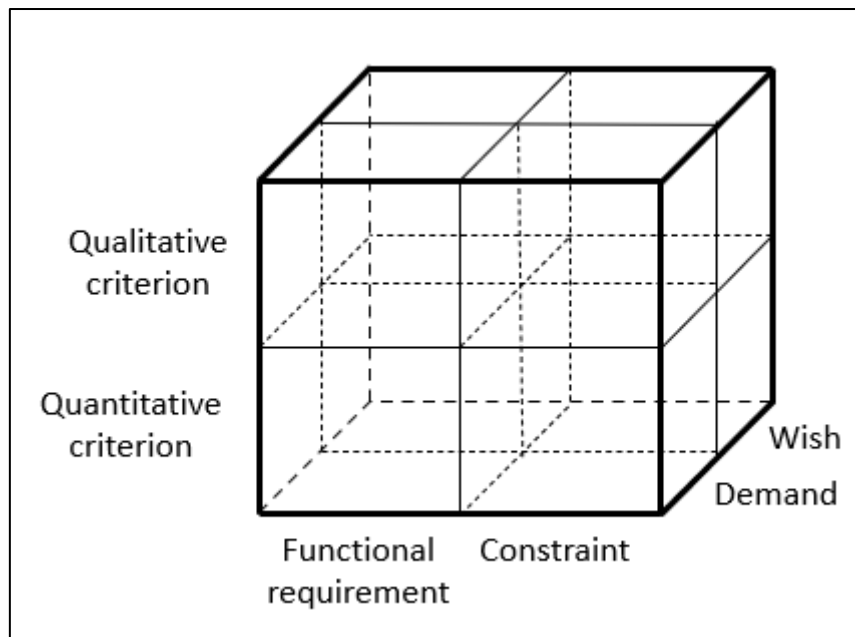 Qualitative
criterion
Quantitative
criterion
Wish
Demand
Functional
requirement
Constraint